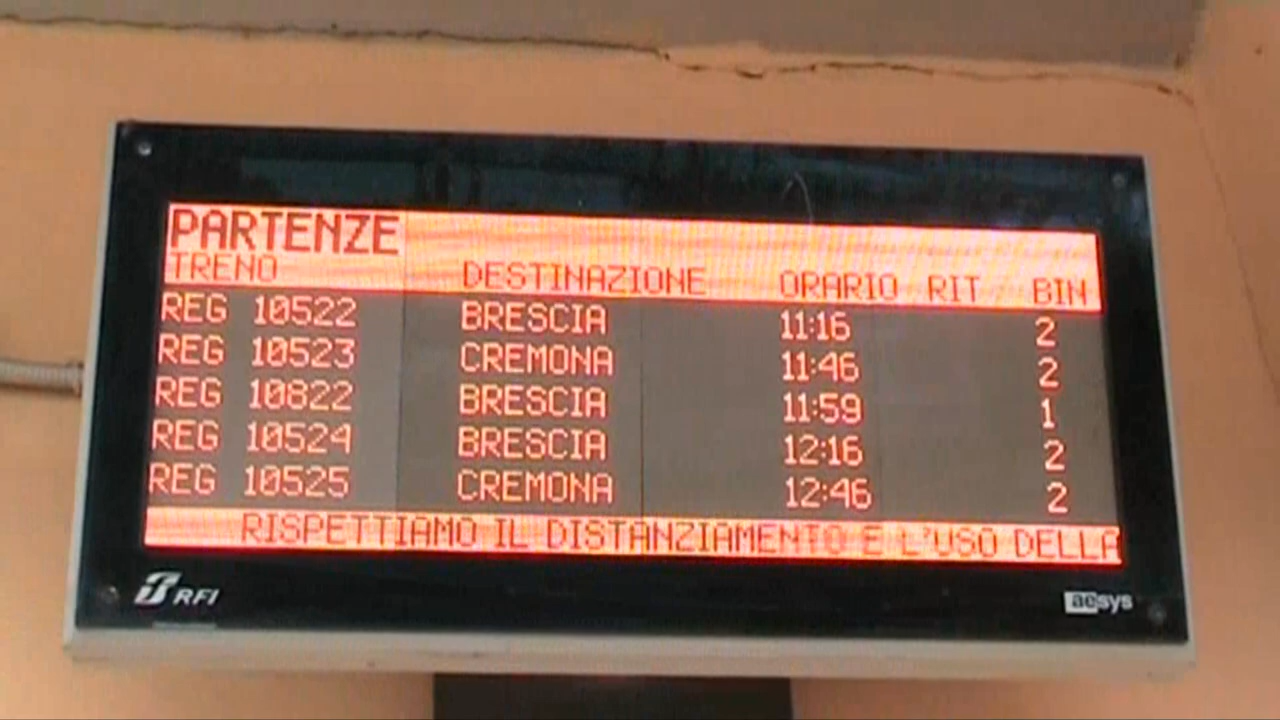 PARTENZE
TRENO DESTINAZIONE ORARIO RIT BIN
REG 10522 BRESCIA 11:16 2
REG 10523 CREMONA 11:46 2
REG 10822 BRESCIA 11:59 1
REG 10524 BRESCIA 12:16 2
REG 10525 CREMONA 12:46 2
RISPETTIAMO IL DISTANZIAMENTO E L'USO DELLA
RFI aesys